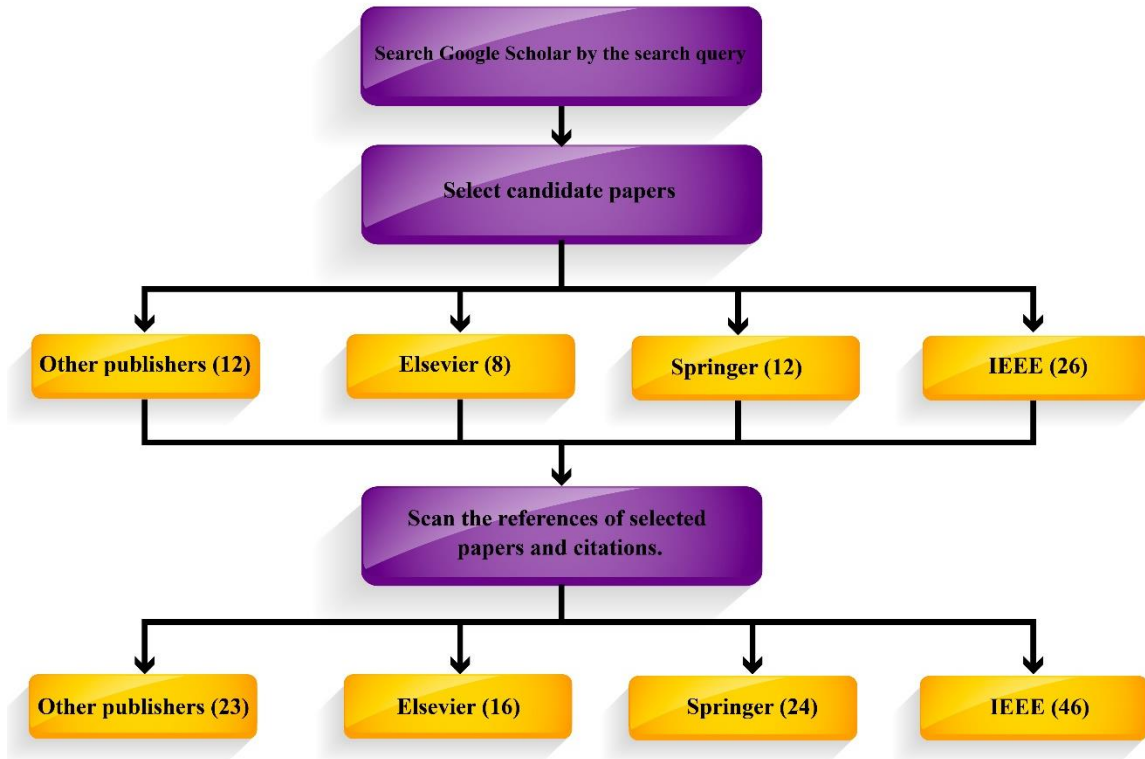 Search Google Scholar by the search query
Select candidate papers
Other publishers (12)
Elsevier (8)
Springer (12)
IEEE (26)
Scan the references of selected
papers and citations.
Other publishers (23)
Elsevier (16)
Springer (24)
IEEE (46)